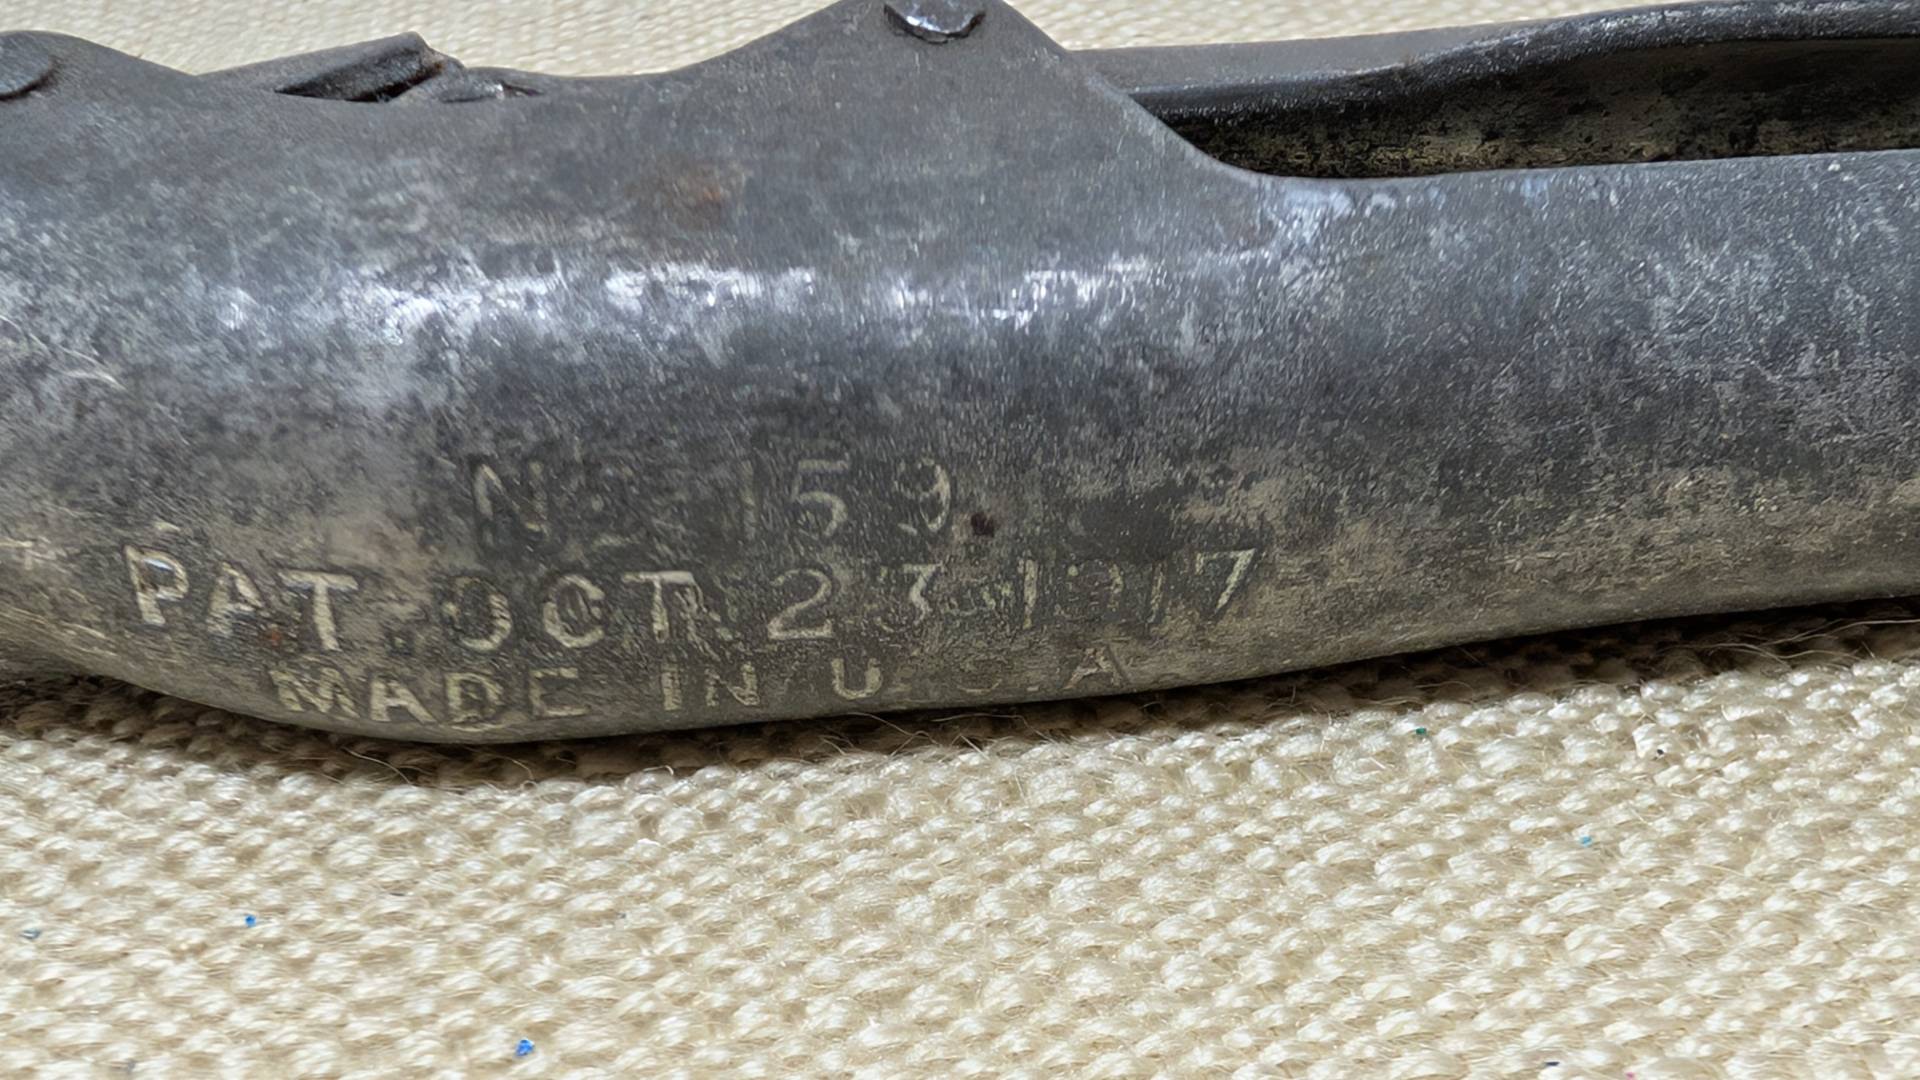 No 159
PAT. OCT. 23-1917
MADE IN U.S.A